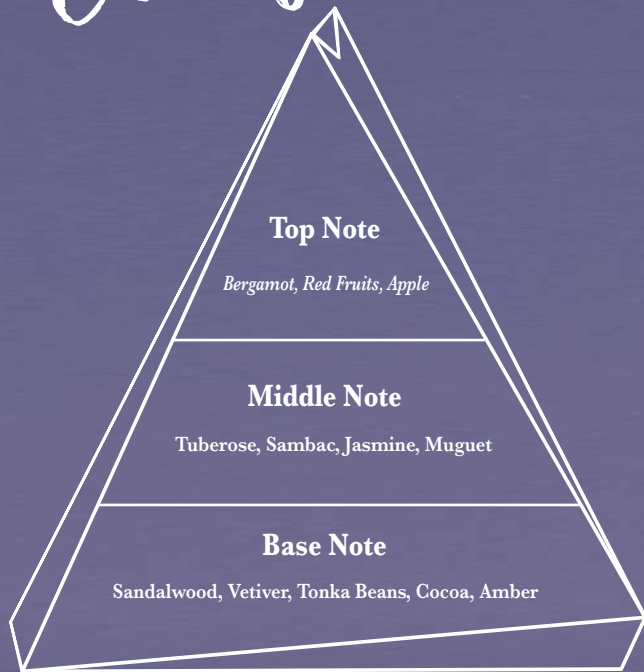 Top Note
Bergamot, Red Fruits, Apple
Middle Note
Tuberose, Sambac, Jasmine, Muguet
Base Note
Sandalwood, Vetiver, Tonka Beans, Cocoa, Amber